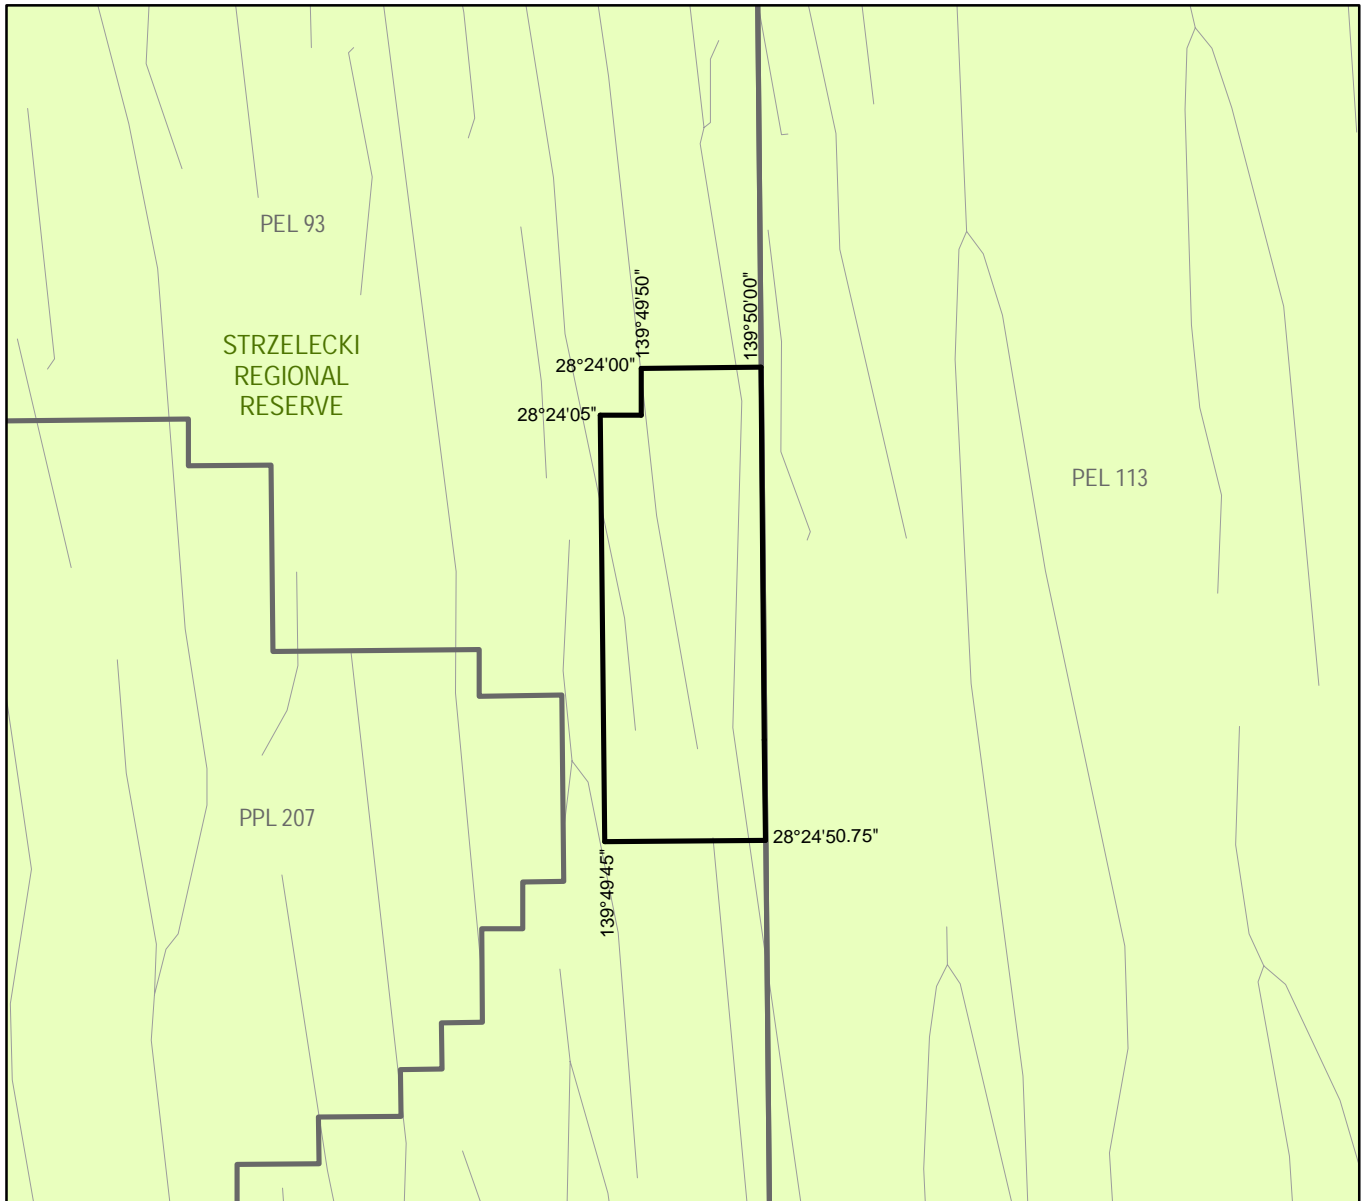 PEL 93
139°49'50"
139°50'00"
STRZELECKI
REGIONAL
RESERVE
28°24'00"
28°24'05"
PEL 113
PPL 207
28°24'50.75"
139°49'45"